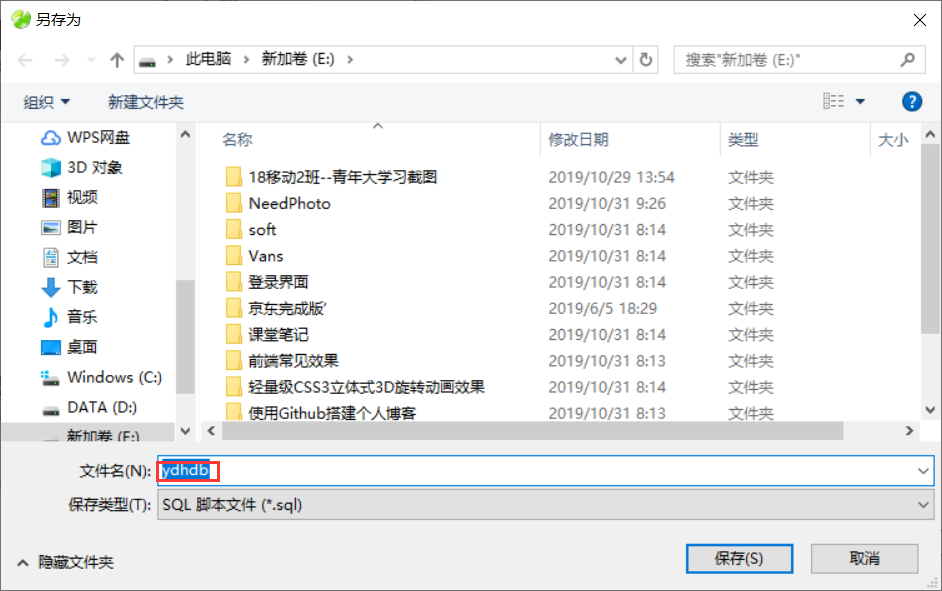 另存为
此电脑 › 新加卷 (E:) ›
搜索"新加卷 (E:)"
组织 新建文件夹
名称 修改日期 类型 大小
WPS网盘
3D 对象
视频
图片
文档
下载
音乐
桌面
Windows (C:)
DATA (D:)
新加卷 (E:)
18移动2班--青年大学习截图 2019/10/29 13:54 文件夹
NeedPhoto 2019/10/31 9:26 文件夹
soft 2019/10/31 8:14 文件夹
Vans 2019/10/31 8:14 文件夹
登录界面 2019/10/31 8:14 文件夹
京东完成版' 2019/6/5 18:29 文件夹
课堂笔记 2019/10/31 8:14 文件夹
前端常见效果 2019/10/31 8:13 文件夹
轻量级CSS3立体式3D旋转动画效果 2019/10/31 8:14 文件夹
使用Github搭建个人博客 2019/10/31 8:13 文件夹
文件名(N): ydhdb
保存类型(T): SQL 脚本文件 (*.sql)
隐藏文件夹 保存(S) 取消